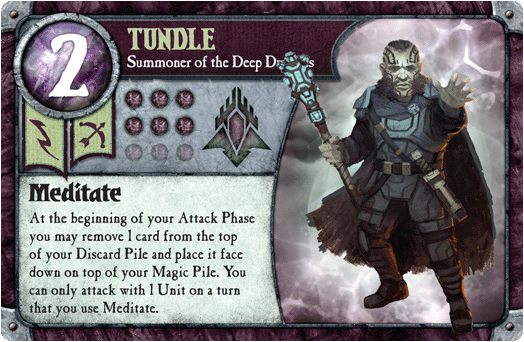 2
TUNDLE
Summoner of the Deep
Meditate
At the beginning of your Attack Phase
you may remove 1 card from the top
of your Discard Pile and place it face
down on top of your Magic Pile. You
can only attack with 1 Unit on a turn
that you use Meditate.